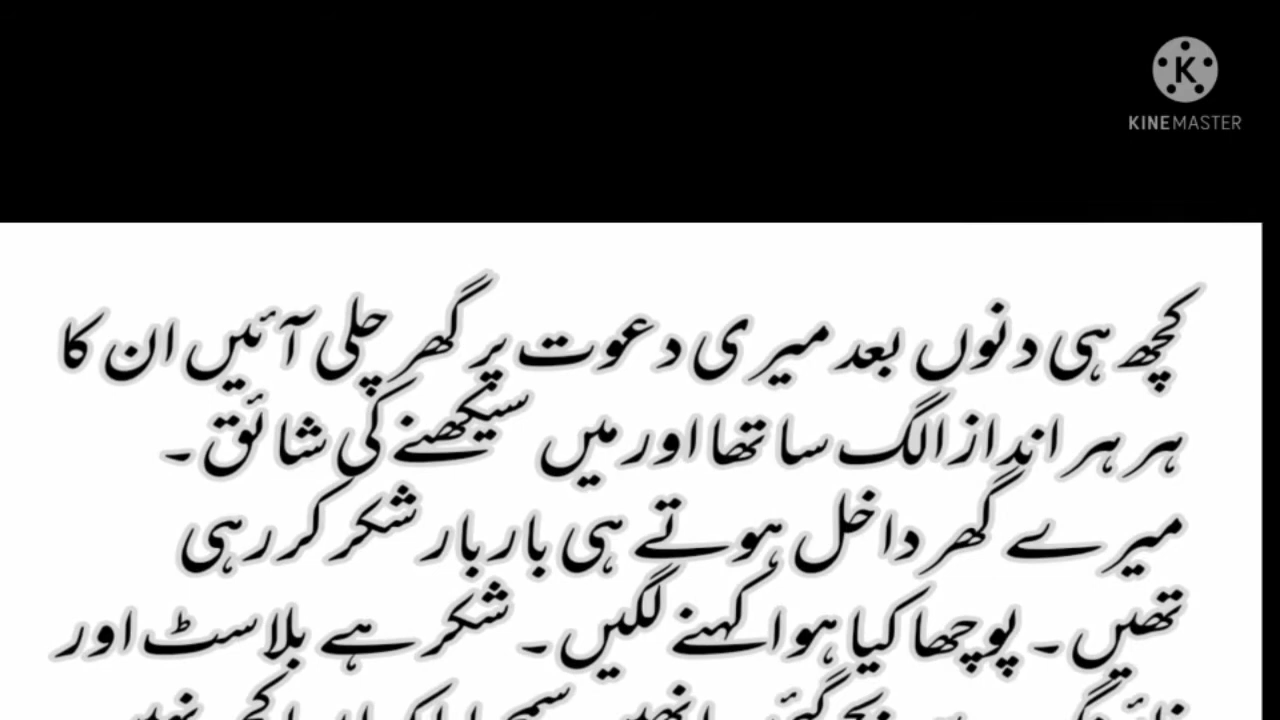 KINEMASTER
کچھ ہی دنوں بعد میری دعوت پر گھر چلی آئیں ان کا
ہر ہر انداز الگ سا تھا اور میں سیکھنے کی شائق۔
میرے گھر داخل ہوتے ہی بار بار شکر کر رہی
تھیں۔ پوچھا کیا ہوا کہنے لگیں۔ شکر ہے بلاسٹ اور